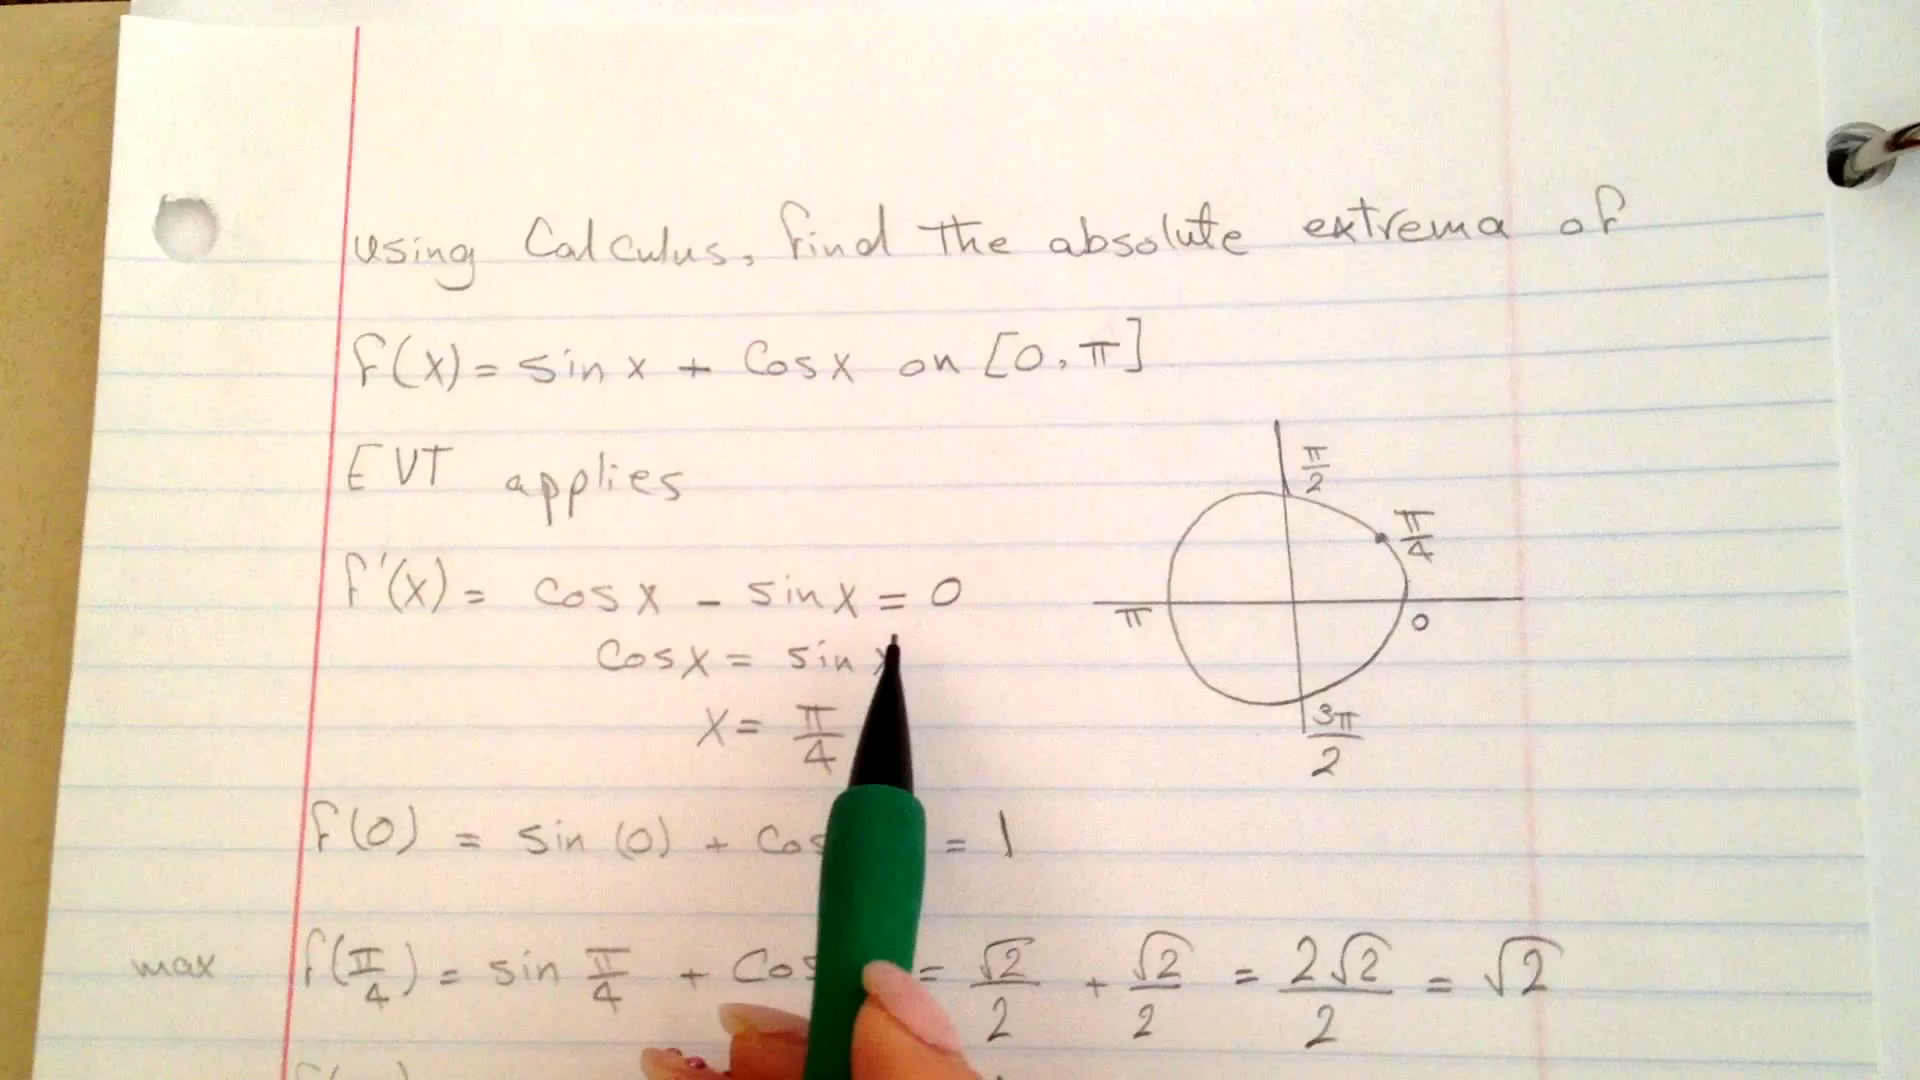 using Calculus, find the absolute extrema of
f(x) = sin x + cos x on [0, π]
EVT applies
f'(x) = cos x - sin x = 0
cos x = sin x
x = π/4
π/2
π/4
π
0
3π/2
f(0) = sin (0) + cos = 1
max f(π/4) = sin π/4 + cos = √2/2 + √2/2 = 2√2/2 = √2